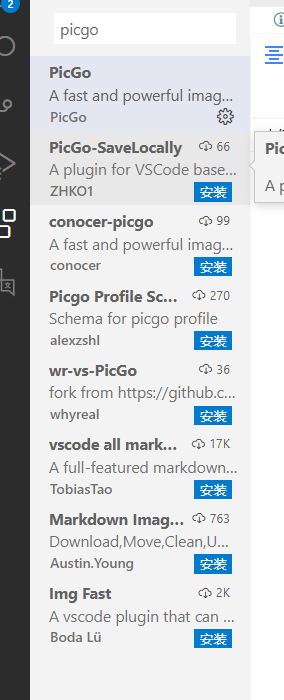 2
picgo
PicGo
A fast and powerful imag...
PicGo
PicGo-SaveLocally 66
A plugin for VSCode base...
ZHKO1 安装
conocer-picgo 99
A fast and powerful imag...
conocer 安装
Picgo Profile Sc... 270
Schema for picgo profile
alexzshl 安装
wr-vs-PicGo 36
fork from https://github.c...
whyreal 安装
vscode all mark... 17K
A full-featured markdown...
TobiasTao 安装
Markdown Imag... 763
Download,Move,Clean,U...
Austin.Young 安装
Img Fast 2K
A vscode plugin that can ...
Boda Lü 安装
Pic
A p